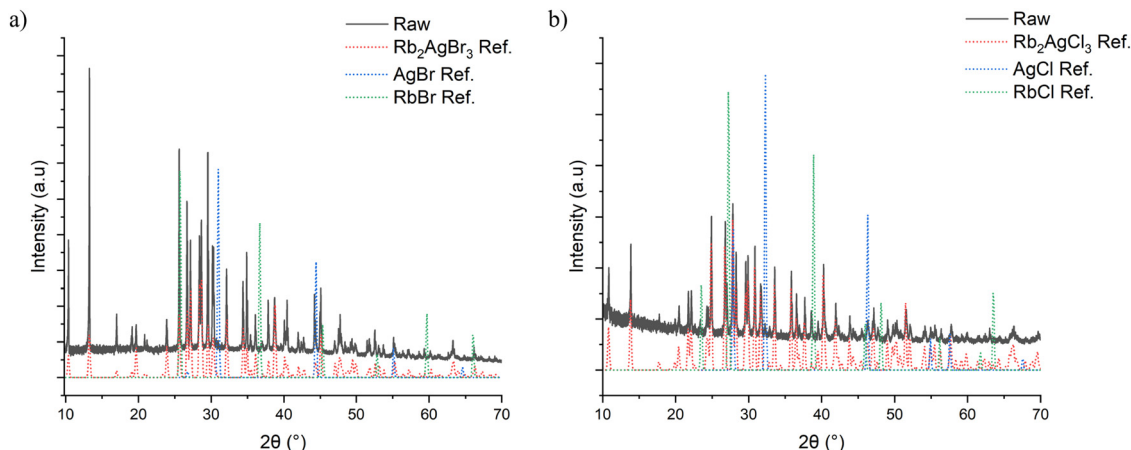 a)
Raw
Rb₂AgBr₃ Ref.
AgBr Ref.
RbBr Ref.
Intensity (a.u)
10 20 30 40 50 60 70
2θ (°)
b)
Raw
Rb₂AgCl₃ Ref.
AgCl Ref.
RbCl Ref.
Intensity (a.u)
10 20 30 40 50 60 70
2θ (°)